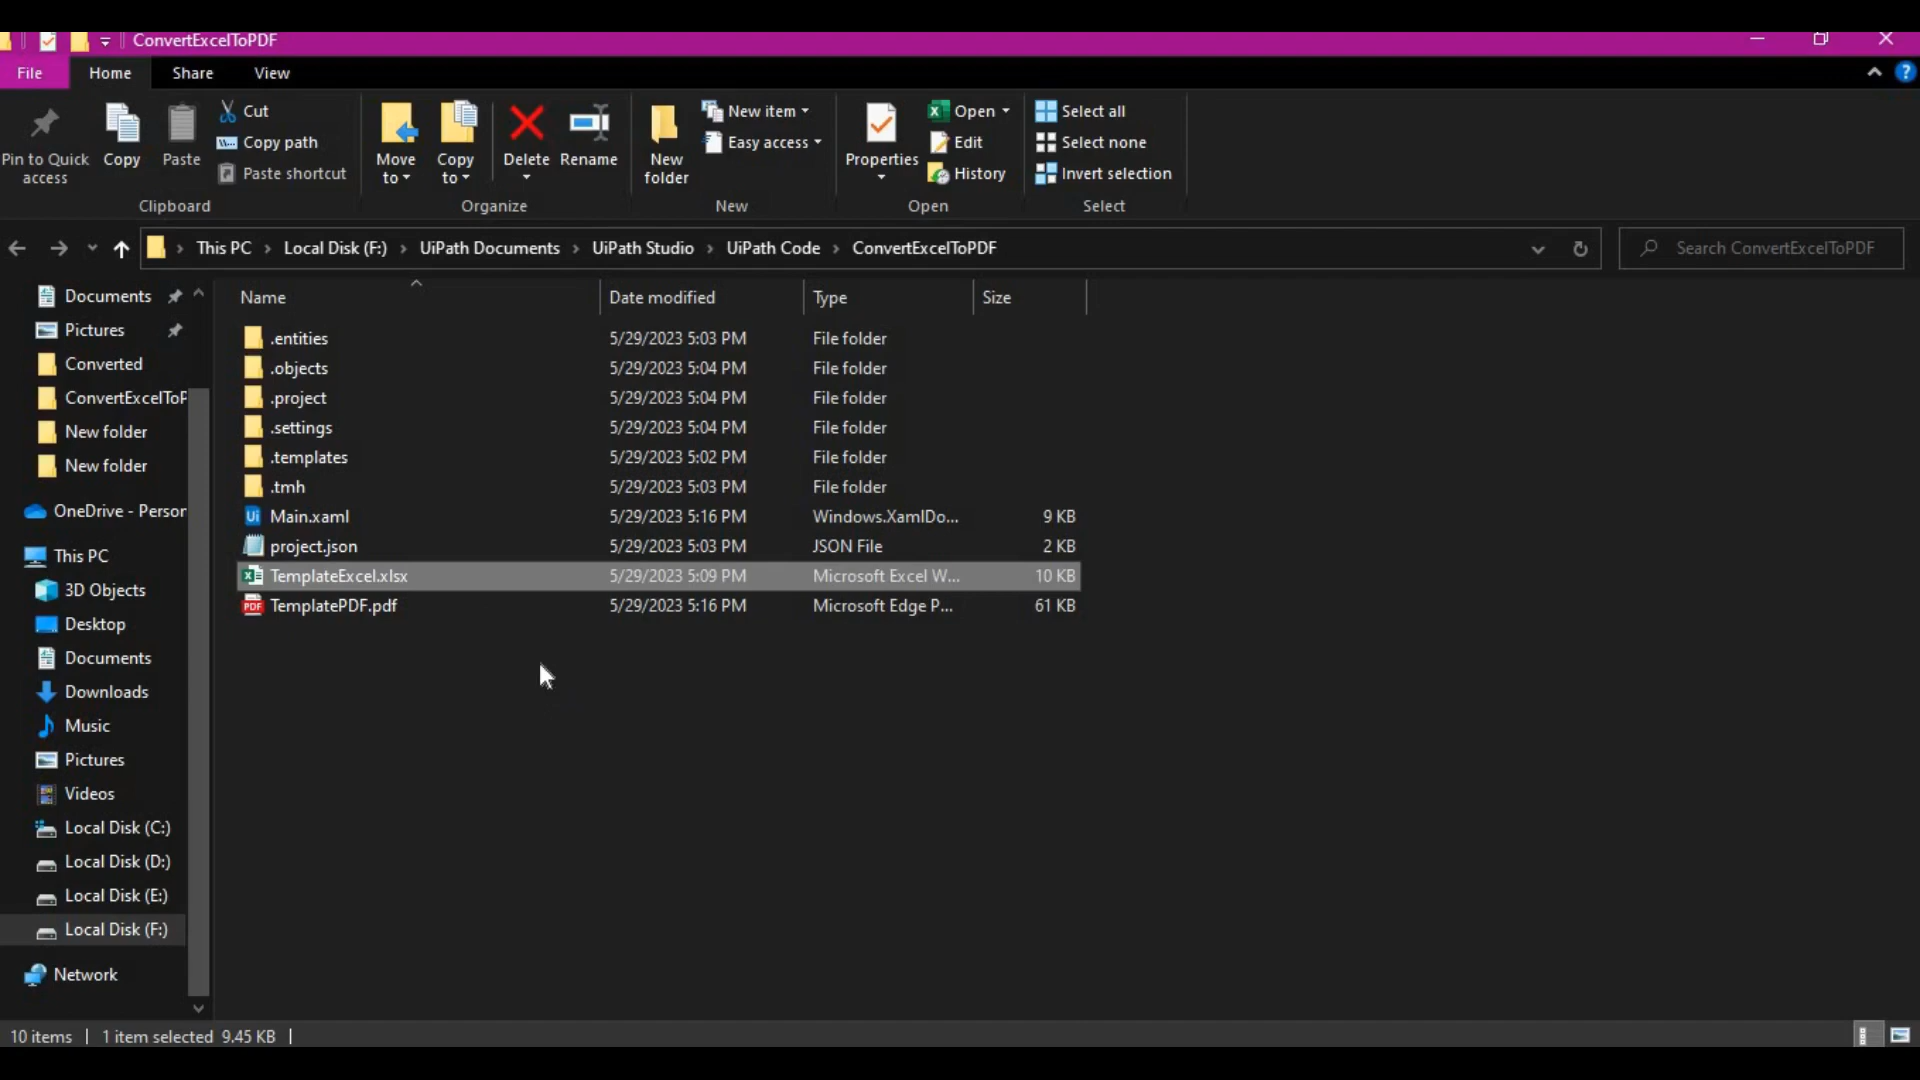 ConvertExcelToPDF
File Home Share View
Pin to Quick access
Copy
Paste
Cut
Copy path
Paste shortcut
Clipboard
Move to
Copy to
Delete
Rename
Organize
New folder
New item
Easy access
New
Properties
Open
Edit
History
Open
Select all
Select none
Invert selection
Select
This PC › Local Disk (F:) › UiPath Documents › UiPath Studio › UiPath Code › ConvertExcelToPDF
Search ConvertExcelToPDF
Documents
Pictures
Converted
ConvertExcelToP
New folder
New folder
OneDrive - Person
This PC
3D Objects
Desktop
Documents
Downloads
Music
Pictures
Videos
Local Disk (C:)
Local Disk (D:)
Local Disk (E:)
Local Disk (F:)
Network
Name Date modified Type Size
.entities 5/29/2023 5:03 PM File folder
.objects 5/29/2023 5:04 PM File folder
.project 5/29/2023 5:04 PM File folder
.settings 5/29/2023 5:04 PM File folder
.templates 5/29/2023 5:02 PM File folder
.tmh 5/29/2023 5:03 PM File folder
Ui Main.xaml 5/29/2023 5:16 PM Windows.XamlDo... 9 KB
project.json 5/29/2023 5:03 PM JSON File 2 KB
TemplateExcel.xlsx 5/29/2023 5:09 PM Microsoft Excel W... 10 KB
PDF TemplatePDF.pdf 5/29/2023 5:16 PM Microsoft Edge P... 61 KB
10 items | 1 item selected 9.45 KB |